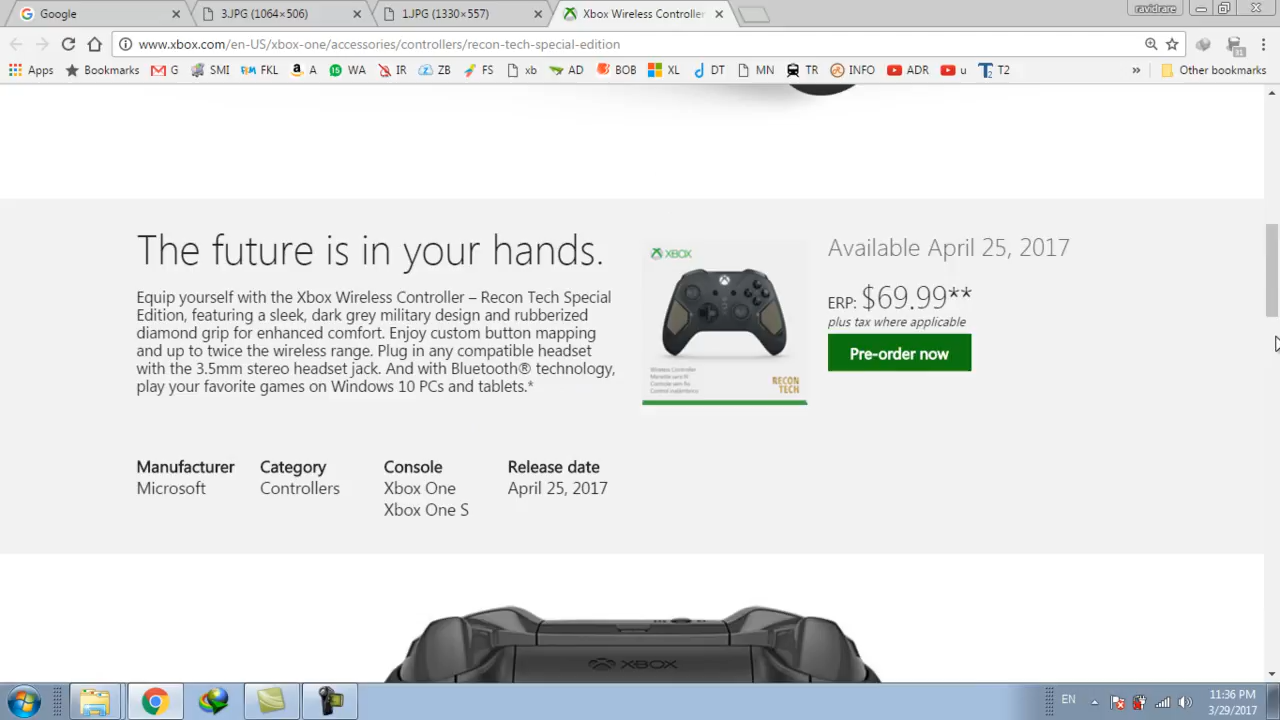 Google
3.JPG (1064×506)
1.JPG (1330×557)
Xbox Wireless Controller
ravidrare
www.xbox.com/en-US/xbox-one/accessories/controllers/recon-tech-special-edition
Apps
Bookmarks
G
SMI
FKL
A
WA
IR
ZB
FS
xb
AD
BOB
XL
DT
MN
TR
INFO
ADR
u
T2
»
Other bookmarks
The future is in your hands.
Equip yourself with the Xbox Wireless Controller – Recon Tech Special
Edition, featuring a sleek, dark grey military design and rubberized
diamond grip for enhanced comfort. Enjoy custom button mapping
and up to twice the wireless range. Plug in any compatible headset
with the 3.5mm stereo headset jack. And with Bluetooth® technology,
play your favorite games on Windows 10 PCs and tablets.*
XBOX
Wireless Controller
RECON
TECH
Available April 25, 2017
ERP: $69.99**
plus tax where applicable
Pre-order now
Manufacturer
Microsoft
Category
Controllers
Console
Xbox One
Xbox One S
Release date
April 25, 2017
XBOX
EN
11:36 PM
3/29/2017